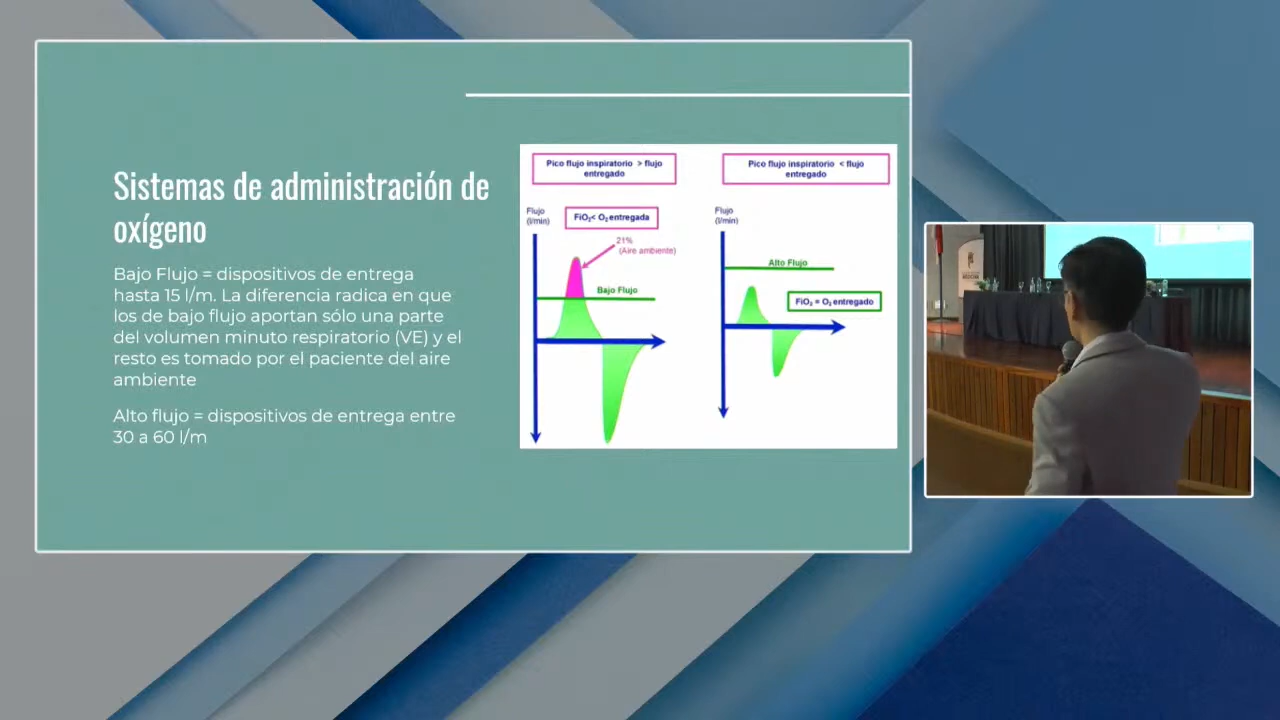 Sistemas de administración de
oxígeno
Bajo Flujo = dispositivos de entrega
hasta 15 l/m. La diferencia radica en que
los de bajo flujo aportan sólo una parte
del volumen minuto respiratorio (VE) y el
resto es tomado por el paciente del aire
ambiente
Alto flujo = dispositivos de entrega entre
30 a 60 l/m
Pico flujo inspiratorio > flujo
entregado
Flujo
(l/min)
FiO₂< O₂ entregada
21%
(Aire ambiente)
Bajo Flujo
Pico flujo inspiratorio < flujo
entregado
Flujo
(l/min)
Alto Flujo
FiO₂ = O₂ entregado